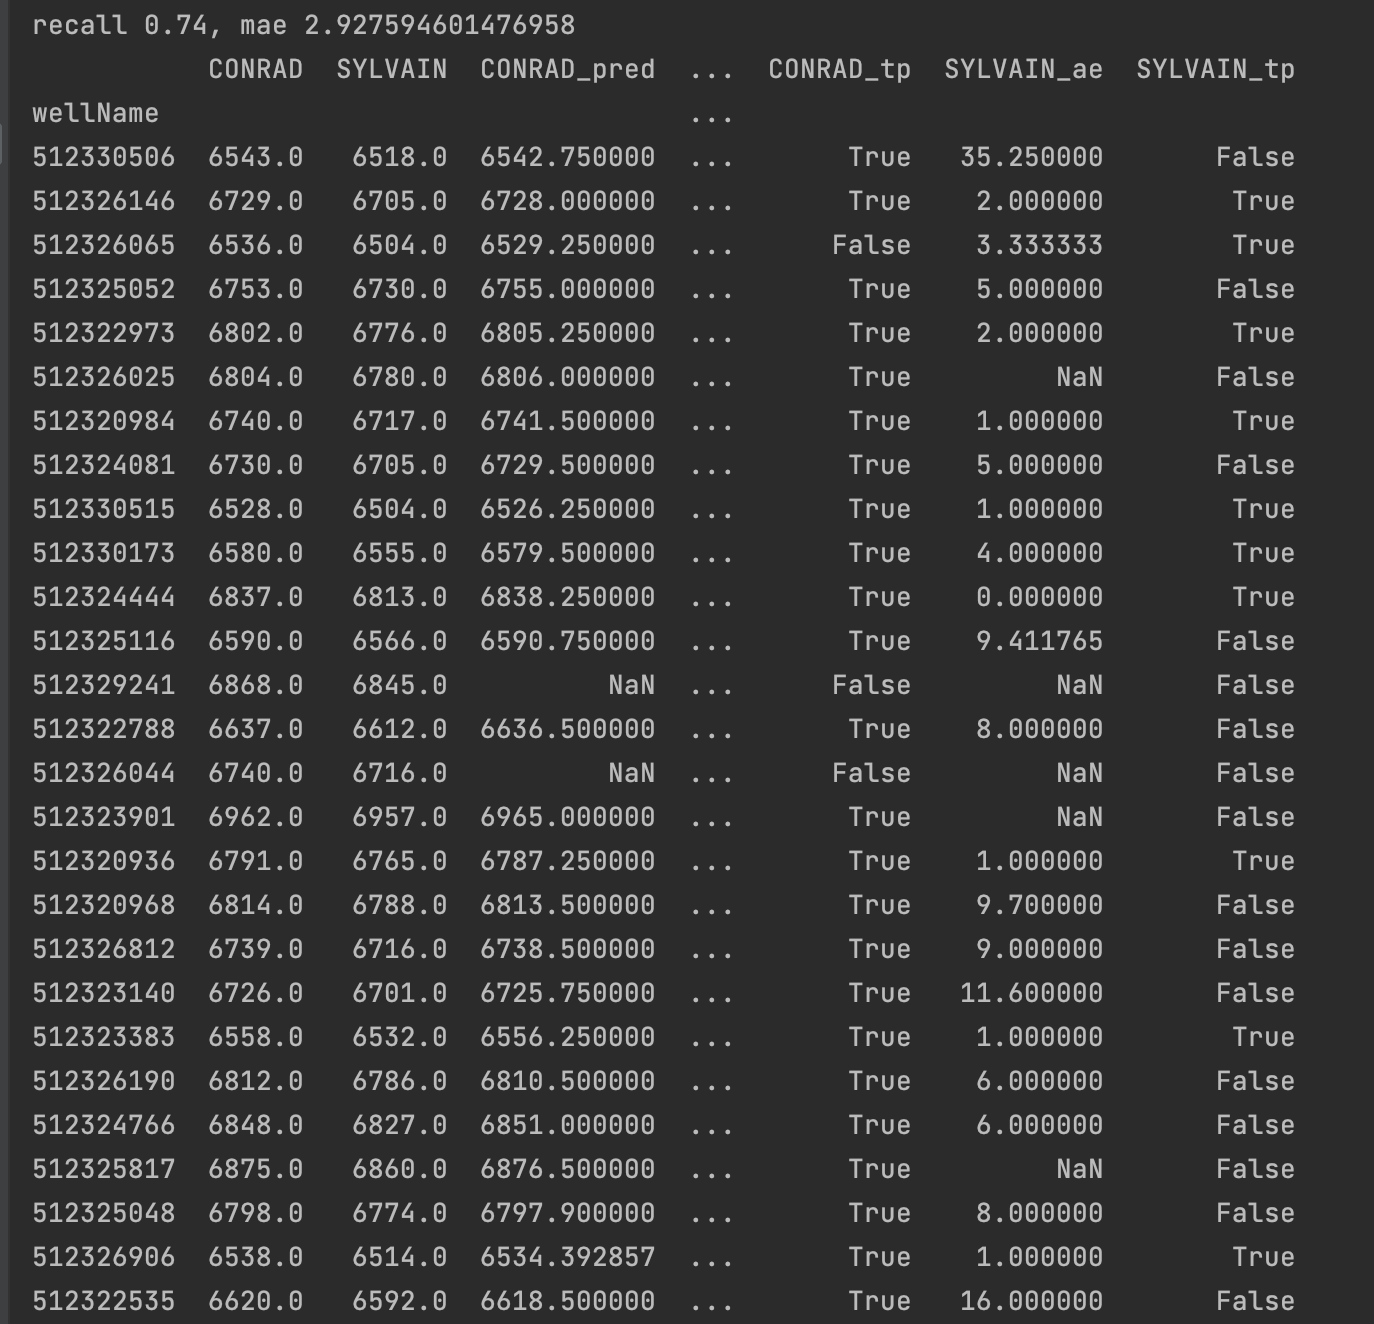 recall 0.74, mae 2.927594601476958
CONRAD SYLVAIN CONRAD_pred ... CONRAD_tp SYLVAIN_ae SYLVAIN_tp
wellName ...
512330506 6543.0 6518.0 6542.750000 ... True 35.250000 False
512326146 6729.0 6705.0 6728.000000 ... True 2.000000 True
512326065 6536.0 6504.0 6529.250000 ... False 3.333333 True
512325052 6753.0 6730.0 6755.000000 ... True 5.000000 False
512322973 6802.0 6776.0 6805.250000 ... True 2.000000 True
512326025 6804.0 6780.0 6806.000000 ... True NaN False
512320984 6740.0 6717.0 6741.500000 ... True 1.000000 True
512324081 6730.0 6705.0 6729.500000 ... True 5.000000 False
512330515 6528.0 6504.0 6526.250000 ... True 1.000000 True
512330173 6580.0 6555.0 6579.500000 ... True 4.000000 True
512324444 6837.0 6813.0 6838.250000 ... True 0.000000 True
512325116 6590.0 6566.0 6590.750000 ... True 9.411765 False
512329241 6868.0 6845.0 NaN ... False NaN False
512322788 6637.0 6612.0 6636.500000 ... True 8.000000 False
512326044 6740.0 6716.0 NaN ... False NaN False
512323901 6962.0 6957.0 6965.000000 ... True NaN False
512320936 6791.0 6765.0 6787.250000 ... True 1.000000 True
512320968 6814.0 6788.0 6813.500000 ... True 9.700000 False
512326812 6739.0 6716.0 6738.500000 ... True 9.000000 False
512323140 6726.0 6701.0 6725.750000 ... True 11.600000 False
512323383 6558.0 6532.0 6556.250000 ... True 1.000000 True
512326190 6812.0 6786.0 6810.500000 ... True 6.000000 False
512324766 6848.0 6827.0 6851.000000 ... True 6.000000 False
512325817 6875.0 6860.0 6876.500000 ... True NaN False
512325048 6798.0 6774.0 6797.900000 ... True 8.000000 False
512326906 6538.0 6514.0 6534.392857 ... True 1.000000 True
512322535 6620.0 6592.0 6618.500000 ... True 16.000000 False